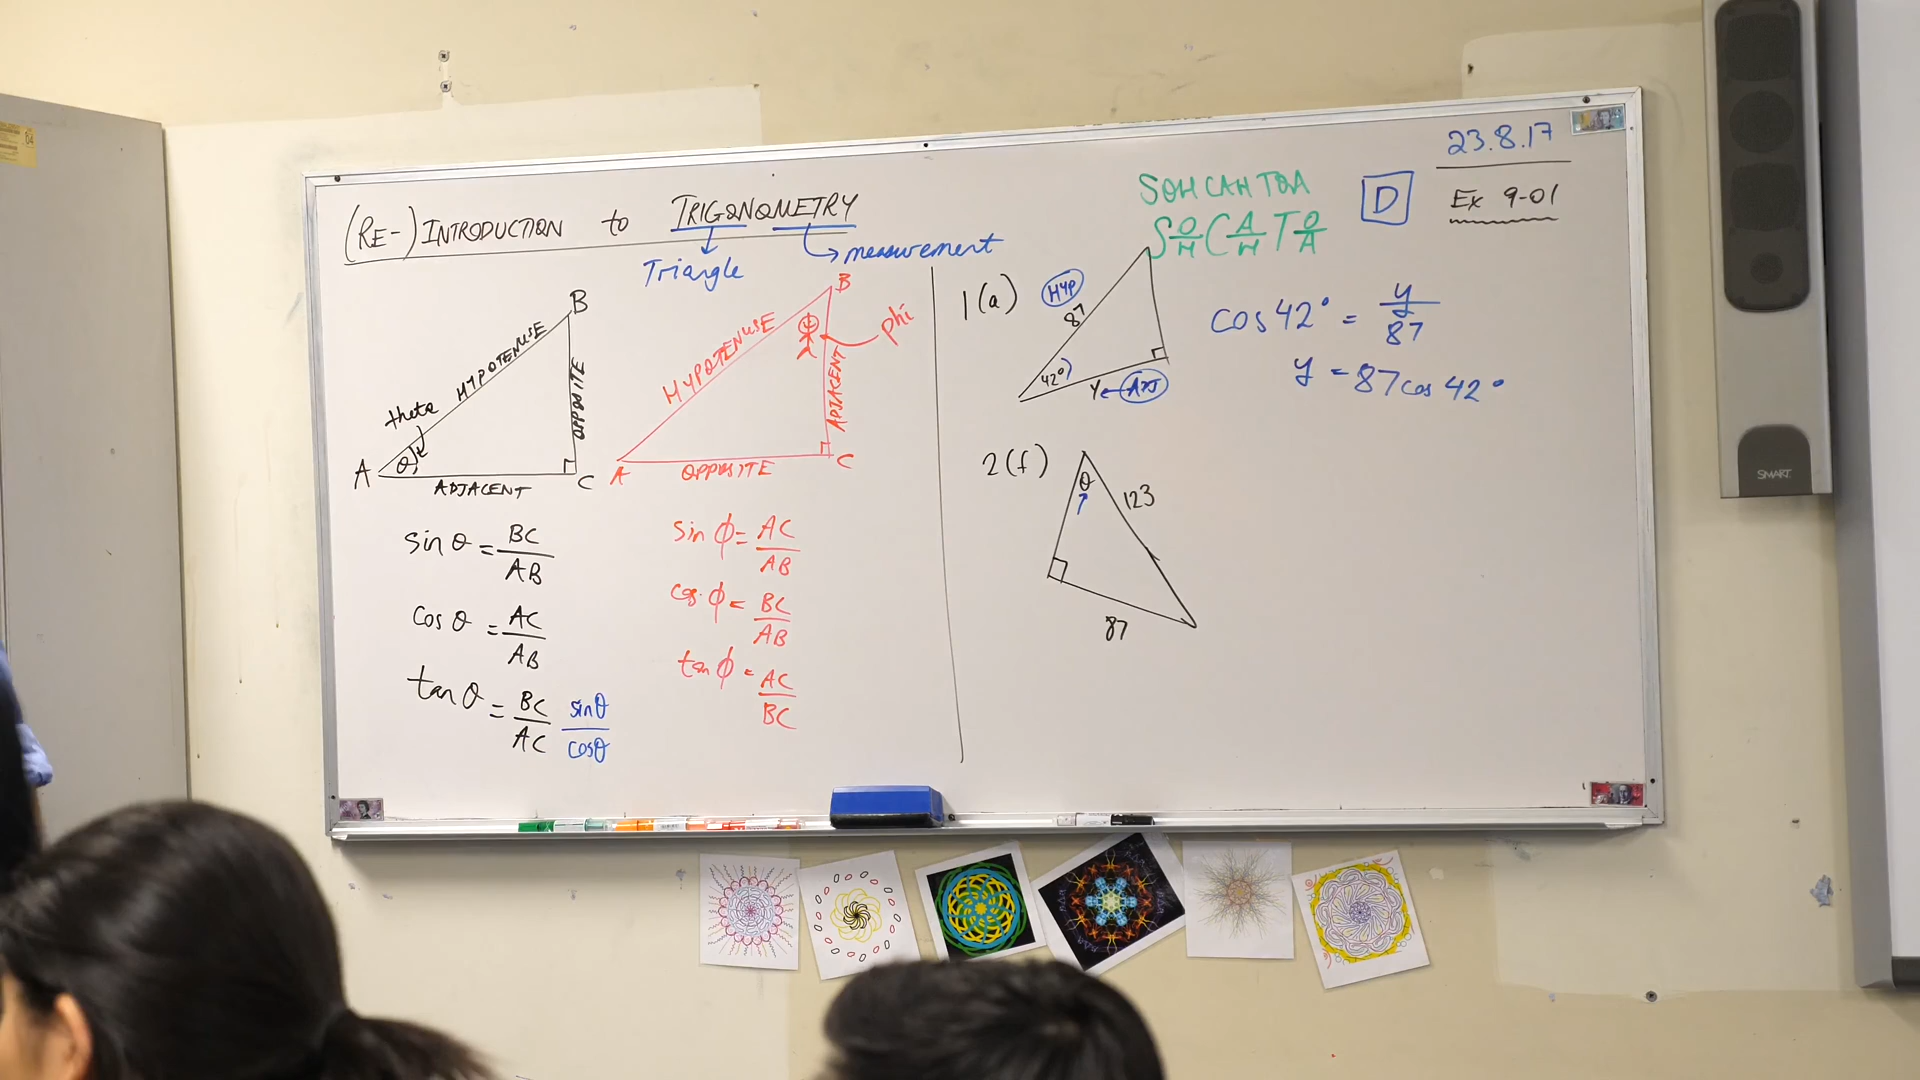 (RE-) INTRODUCTION to TRIGONOMETRY
Triangle
measurement
B
HYPOTENUSE
OPPOSITE
theta
θ
A
ADJACENT
C
B
HYPOTENUSE
phi
ADJACENT
A
OPPOSITE
C
sin θ = BC
AB
cos θ = AC
AB
tan θ = BC
AC
sinθ
cosθ
sin ϕ = AC
AB
cos ϕ = BC
AB
tan ϕ = AC
BC
SOH CAH TOA
S O/H C A/H T O/A
D
23.8.17
Ex 9-01
1(a)
HYP
87
42°
Y ← ADJ
cos 42° = y
87
y = 87 cos 42°
2(f)
θ
123
87
SMART